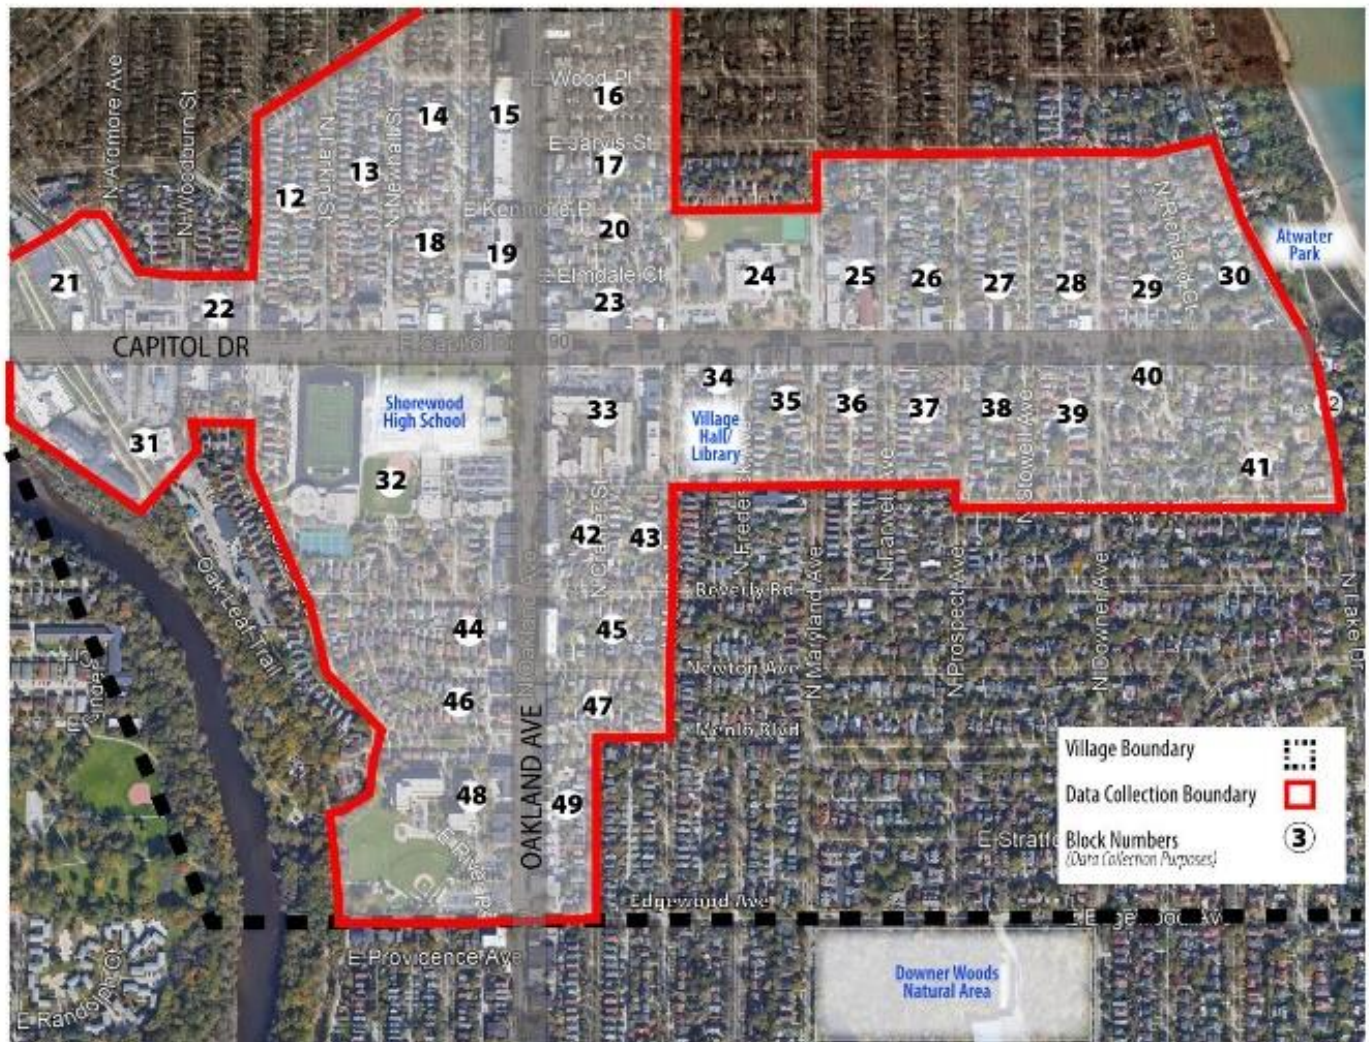 N Ardmore Ave
N Woodburn St
N Larkin St
N Newhall St
E Wood Pl
E Jarvis St
E Kenmore Pl
E Elmdale Ct
12
13
14
15
16
17
18
19
20
21
22
23
24
25
26
27
28
29
30
N Richland Ct
Atwater
Park
CAPITOL DR
E Capitol Dr
190
Shorewood
High School
31
32
33
34
Village
Hall/
Library
35
36
37
38
39
40
41
42
43
44
45
46
47
48
49
N Oakland Ave
OAKLAND AVE
Oak Leaf Trail
N Frederick
N Maryland Ave
N Farwell Ave
N Prospect Ave
N Stowell Ave
N Downer Ave
N Lake Dr
Beverly Rd
Newton Ave
Menlo Blvd
E Stratfo
Edgewood Ave
E Edgewood Ave
E Providence Ave
E Randolph Ct
Downer Woods
Natural Area
Village Boundary
Data Collection Boundary
Block Numbers
(Data Collection Purposes)
3